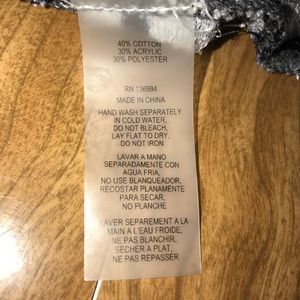 40% COTTON
30% ACRYLIC
30% POLYESTER
RN 136994
MADE IN CHINA
HAND WASH SEPARATELY
IN COLD WATER,
DO NOT BLEACH,
LAY FLAT TO DRY,
DO NOT IRON
LAVAR A MANO
SEPARADAMENTE CON
AGUA FRIA,
NO USE BLANQUEADOR,
RECOSTAR PLANAMENTE
PARA SECAR,
NO PLANCHE
LAVER SEPAREMENT A LA
MAIN A L'EAU FROIDE,
NE PAS BLANCHIR,
SECHER A PLAT,
NE PAS REPASSER